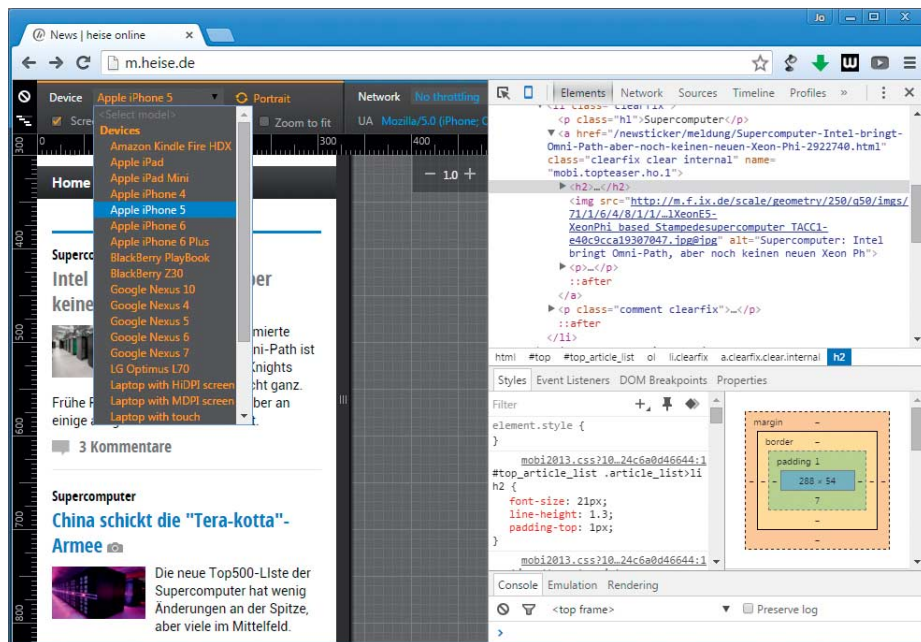 Jo
News | heise online
m.heise.de
Device Apple iPhone 5 Portrait Network No throttling
Zoom to fit UA Mozilla/5.0 (iPhone; C
<Select model>
Devices
Amazon Kindle Fire HDX
Apple iPad
Apple iPad Mini
Apple iPhone 4
Apple iPhone 5
Apple iPhone 6
Apple iPhone 6 Plus
BlackBerry PlayBook
BlackBerry Z30
Google Nexus 10
Google Nexus 4
Google Nexus 5
Google Nexus 6
Google Nexus 7
LG Optimus L70
Laptop with HiDPI screen
Laptop with MDPI screen
Laptop with touch
0 300 400
300
400
500
600
700
800
Home
− 1.0 +
Intel
keine
Frühe
einige
3 Kommentare
Supercomputer
China schickt die "Tera-kotta"-
Armee
Die neue Top500-LIste der
Supercomputer hat wenig
Änderungen an der Spitze,
aber viele im Mittelfeld.
Elements Network Sources Timeline Profiles »
<li class="clearfix">
<p class="hl">Supercomputer</p>
▼<a href="/newsticker/meldung/Supercomputer-Intel-bringt-
Omni-Path-aber-noch-keinen-neuen-Xeon-Phi-2922740.html"
class="clearfix clear internal" name=
"mobi.topteaser.ho.1">
▶<h2>…</h2>
<img src="http://m.f.ix.de/scale/geometry/250/q50/imgs/
71/1/6/4/8/1/1/…lXeonE5-
XeonPhi based Stampedesupercomputer TACC1-
e40c9cca19307047.jpg@jpg" alt="Supercomputer: Intel
bringt Omni-Path, aber noch keinen neuen Xeon Ph">
▶<p>…</p>
::after
</a>
▶<p class="comment clearfix">…</p>
::after
</li>
html #top #top_article_list ol li.clearfix a.clearfix.clear.internal h2
Styles Event Listeners DOM Breakpoints Properties
Filter
element.style {
}
mobi2013.css?10…24c6a0d46644:1
#top_article_list .article_list>li
h2 {
font-size: 21px;
line-height: 1.3;
padding-top: 1px;
}
mobi2013.css?10…24c6a0d46644:1
margin –
border –
padding 1
288 × 54
7
–
–
Console Emulation Rendering
<top frame> ▼ Preserve log
>